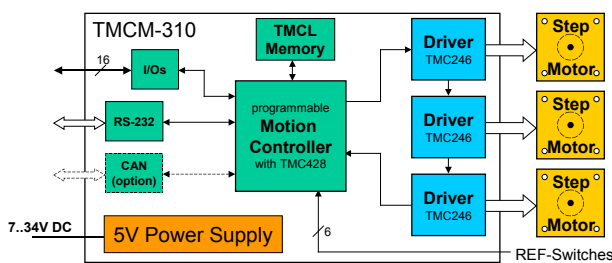 TMCM-310
TMCL
Memory
Driver
TMC246
Step
Motor
16
I/Os
programmable
Motion
Controller
with TMC428
RS-232
Driver
TMC246
Step
Motor
CAN
(option)
Driver
TMC246
Step
Motor
7..34V DC
5V Power Supply
6
REF-Switches